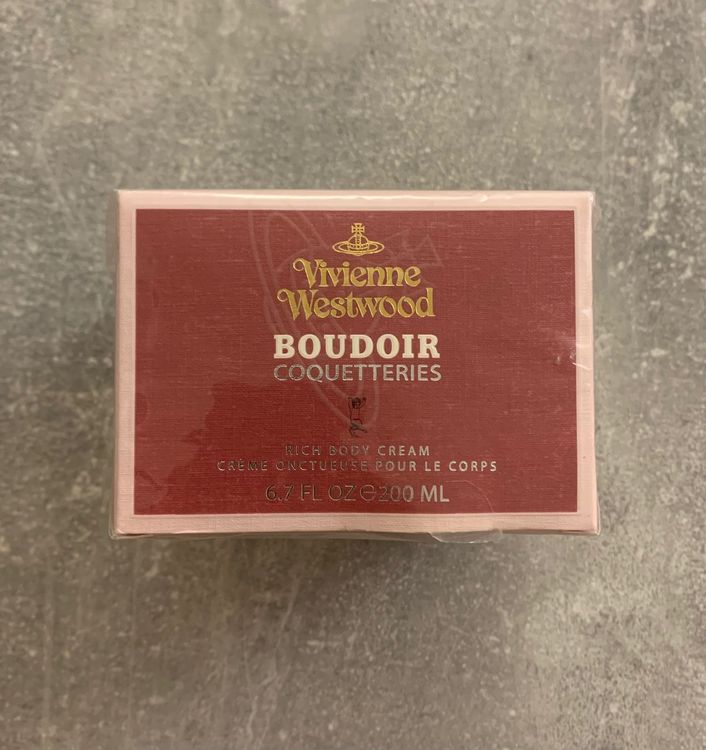 Vivienne
Westwood
BOUDOIR
COQUETTERIES
RICH BODY CREAM
CRÈME ONCTUEUSE POUR LE CORPS
6.7 FL OZ ℮ 200 ML